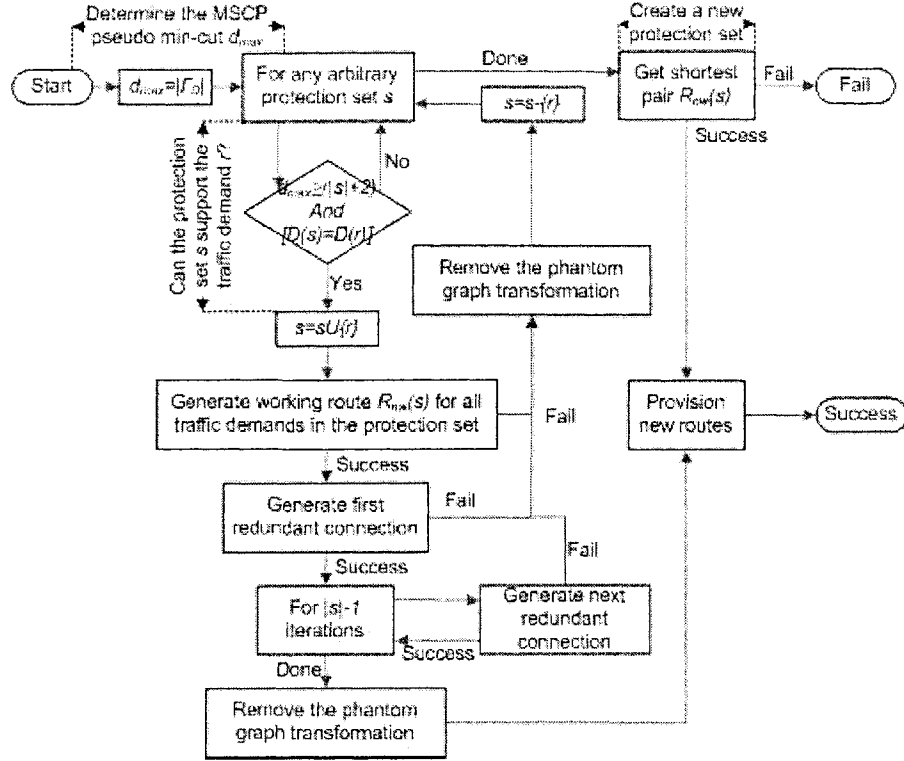 Determine the MSCP
pseudo min-cut d_max
Create a new
protection set
Start
d_max=|Γ_D|
For any arbitrary
protection set s
Done
Get shortest
pair R_cw(s)
Fail
Fail
s=s-{r}
Success
Can the protection
set s support the
traffic demand r?
No
And
[D(s)=D(r)]
Yes
Remove the phantom
graph transformation
s=sU{r}
Generate working route (s) for all
traffic demands in the protection set
Fail
Provision
new routes
Success
Success
Generate first
redundant connection
Fail
Success
Fail
For |s|-1
iterations
Generate next
redundant
connection
Success
Done
Remove the phantom
graph transformation